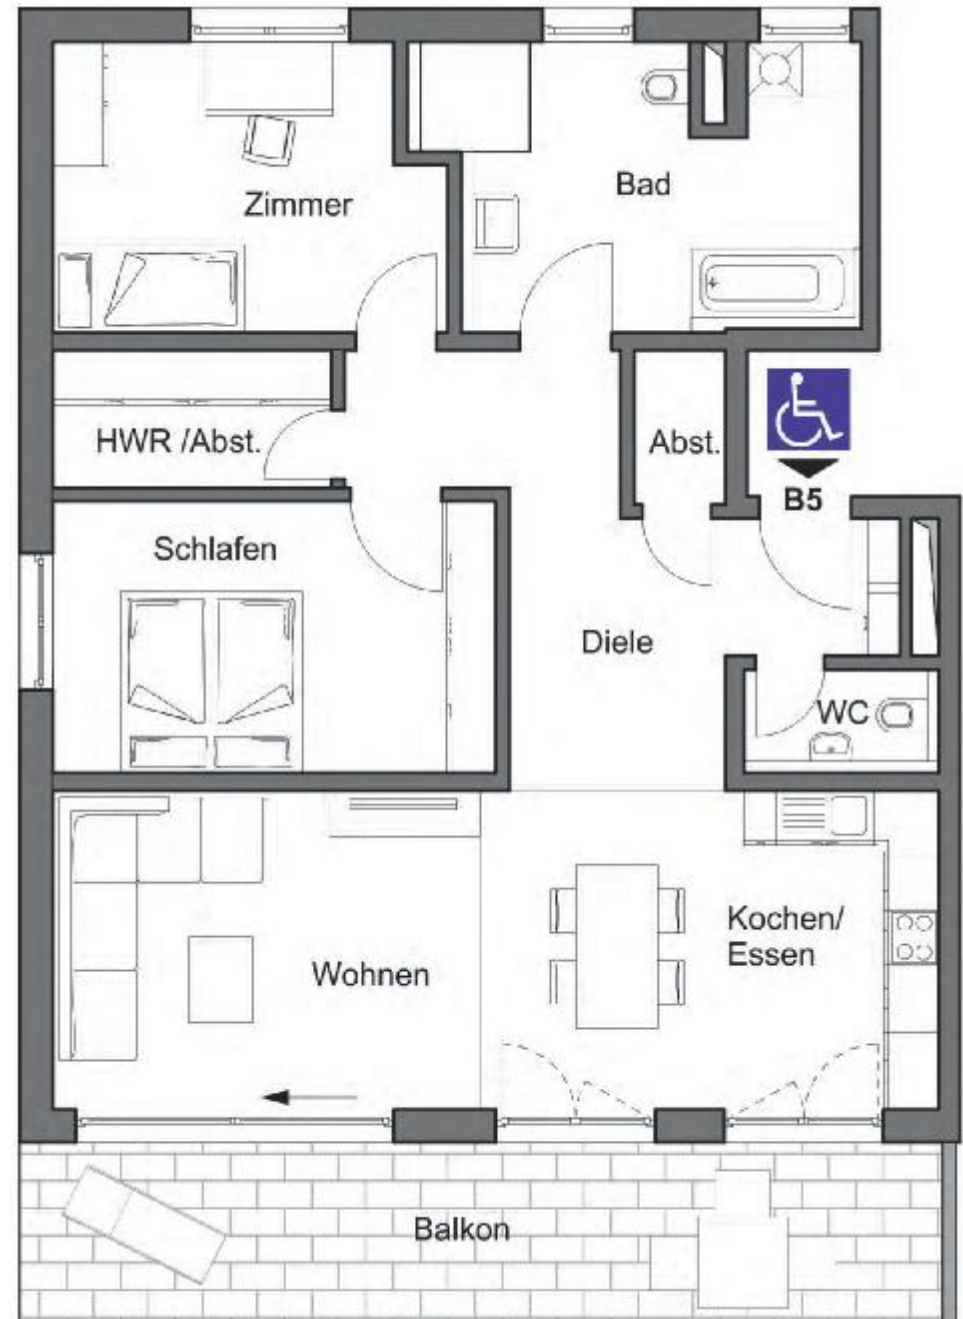 Zimmer
Bad
HWR /Abst.
Abst.
B5
Schlafen
Diele
WC
Kochen/
Essen
Wohnen
Balkon